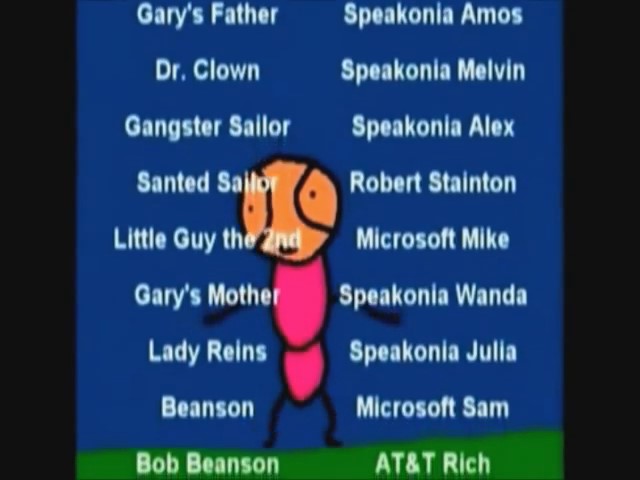 Gary's Father Speakonia Amos
Dr. Clown Speakonia Melvin
Gangster Sailor Speakonia Alex
Santed Sailor Robert Stainton
Little Guy the 2nd Microsoft Mike
Gary's Mother Speakonia Wanda
Lady Reins Speakonia Julia
Beanson Microsoft Sam
Bob Beanson AT&T Rich